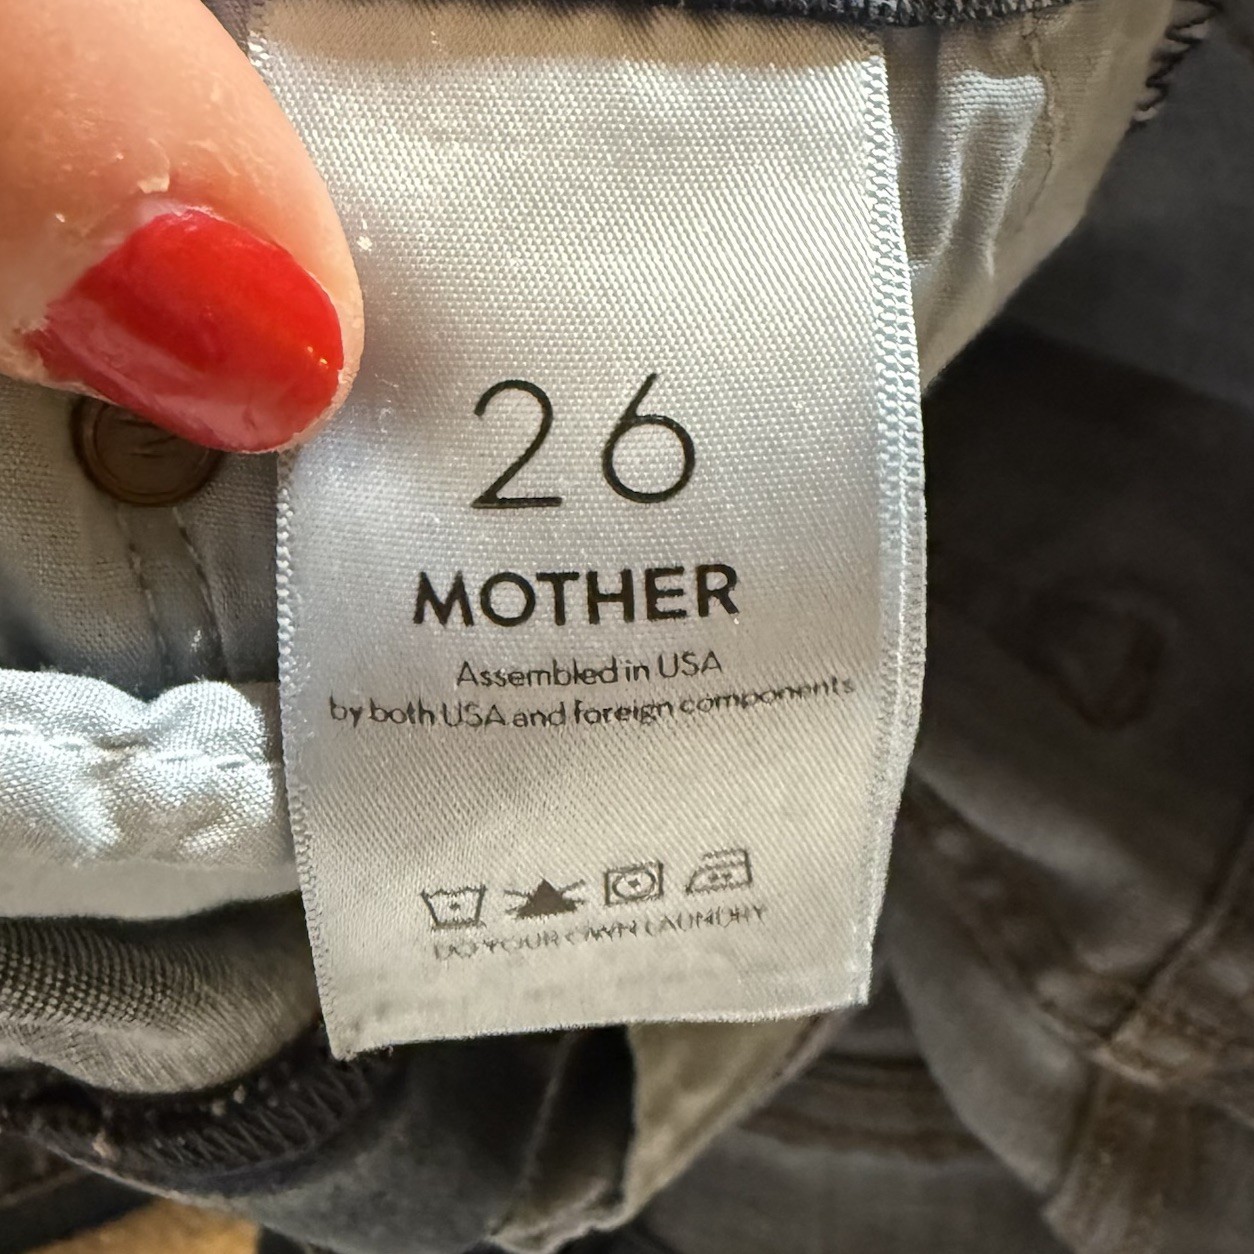 26
MOTHER
Assembled in USA
by both USA and foreign components
DO YOUR OWN LAUNDRY